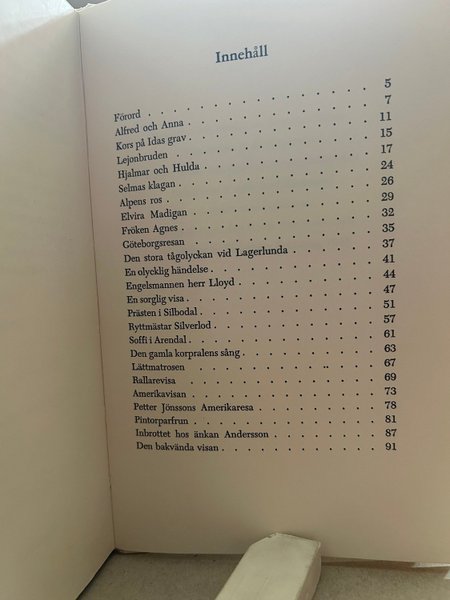 Innehåll
Förord . . . . . . . . . . . . . 5
Alfred och Anna . . . . . . . . . . . 7
Kors på Idas grav . . . . . . . . . . . 11
Lejonbruden . . . . . . . . . . . . 15
Hjalmar och Hulda . . . . . . . . . . 17
Selmas klagan . . . . . . . . . . . . 24
Alpens ros . . . . . . . . . . . . . 26
Elvira Madigan . . . . . . . . . . . 29
Fröken Agnes . . . . . . . . . . . . 32
Göteborgsresan . . . . . . . . . . . 35
Den stora tågolyckan vid Lagerlunda . . . . . . 37
En olycklig händelse . . . . . . . . . . 41
Engelsmannen herr Lloyd . . . . . . . . . 44
En sorglig visa . . . . . . . . . . . . 47
Prästen i Silbodal . . . . . . . . . . . 51
Ryttmästar Silverlod . . . . . . . . . . 57
Soffi i Arendal . . . . . . . . . . . . 61
Den gamla korpralens sång . . . . . . . . 63
Lättmatrosen . . . . . . . . . . . . 67
Rallarevisa . . . . . . . . . . . . . 69
Amerikavisan . . . . . . . . . . . . 73
Petter Jönssons Amerikaresa . . . . . . . . 78
Pintorparfrun . . . . . . . . . . . . 81
Inbrottet hos änkan Andersson . . . . . . . 87
Den bakvända visan . . . . . . . . . . 91